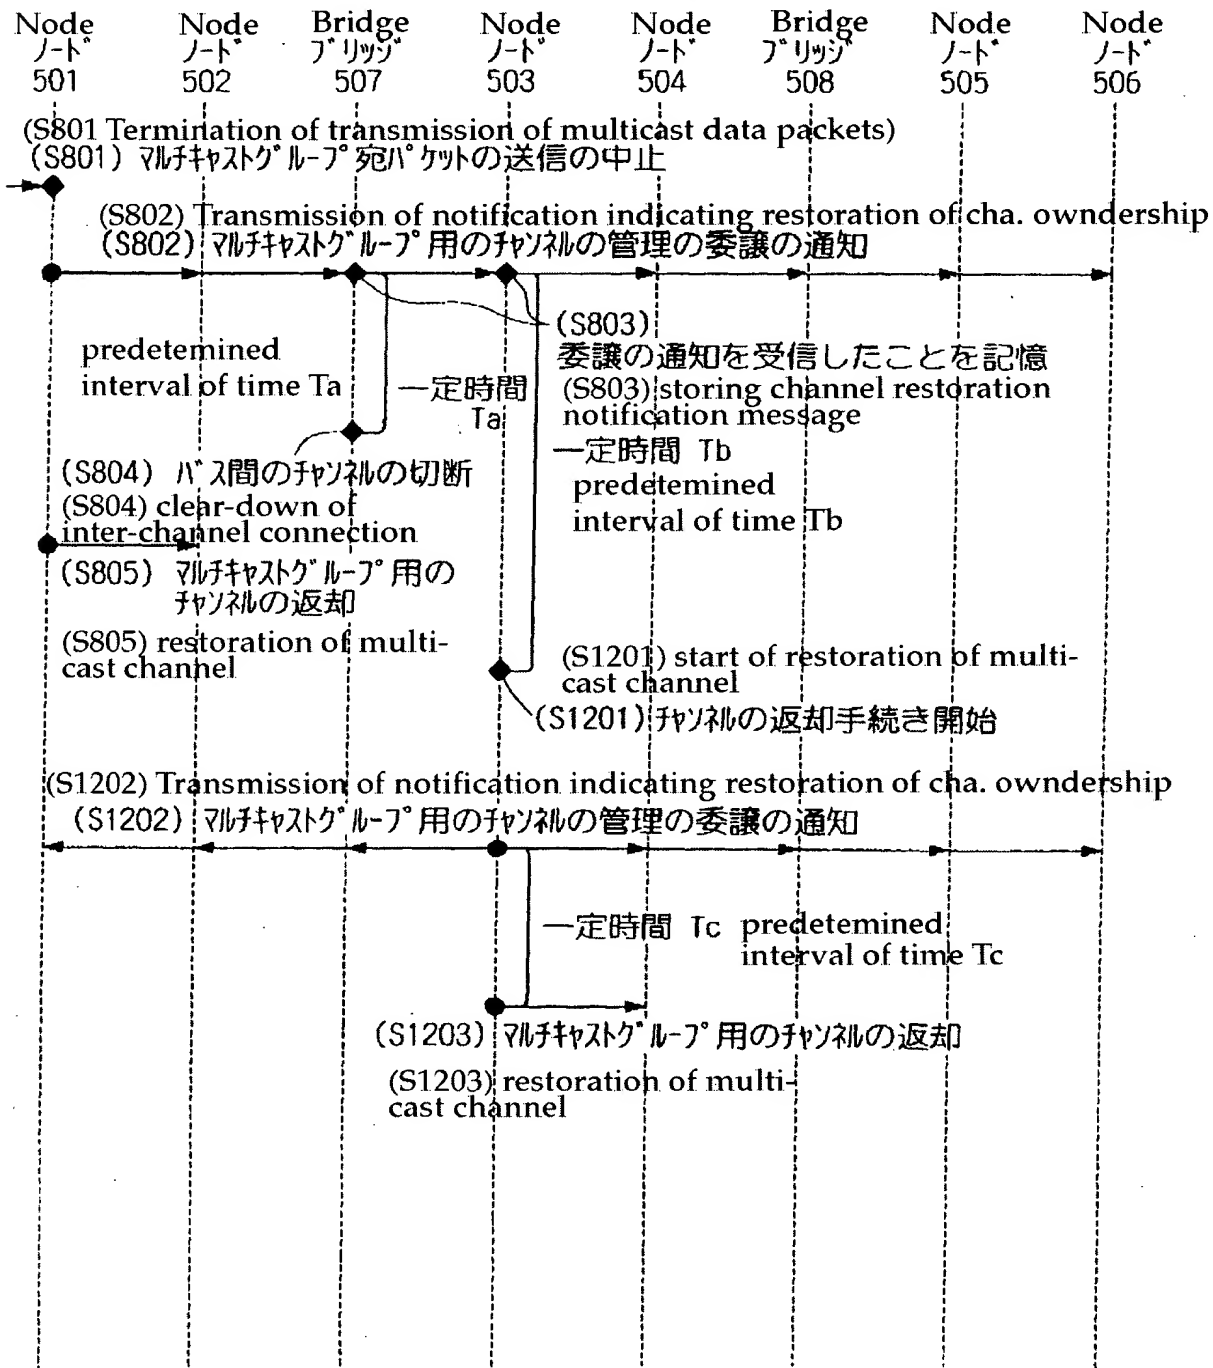 Node Node Bridge Node Node Bridge Node Node
ノード ノード ブリッジ ノード ノード ブリッジ ノード ノード
501 502 507 503 504 508 505 506
(S801 Termination of transmission of multicast data packets)
(S801) マルチキャストグループ宛パケットの送信の中止
(S802) Transmission of notification indicating restoration of cha. owndership
(S802) マルチキャストグループ用のチャンネルの管理の委譲の通知
(S803)
委譲の通知を受信したことを記憶
(S803) storing channel restoration
notification message
predetemined
interval of time Ta
一定時間
Ta
一定時間 Tb
predetemined
interval of time Tb
(S804) バス間のチャンネルの切断
(S804) clear-down of
inter-channel connection
(S805) マルチキャストグループ用の
チャンネルの返却
(S805) restoration of multi-
cast channel
(S1201) start of restoration of multi-
cast channel
(S1201) チャンネルの返却手続き開始
(S1202) Transmission of notification indicating restoration of cha. owndership
(S1202) マルチキャストグループ用のチャンネルの管理の委譲の通知
一定時間 Tc predetemined
interval of time Tc
(S1203) マルチキャストグループ用のチャンネルの返却
(S1203) restoration of multi-
cast channel